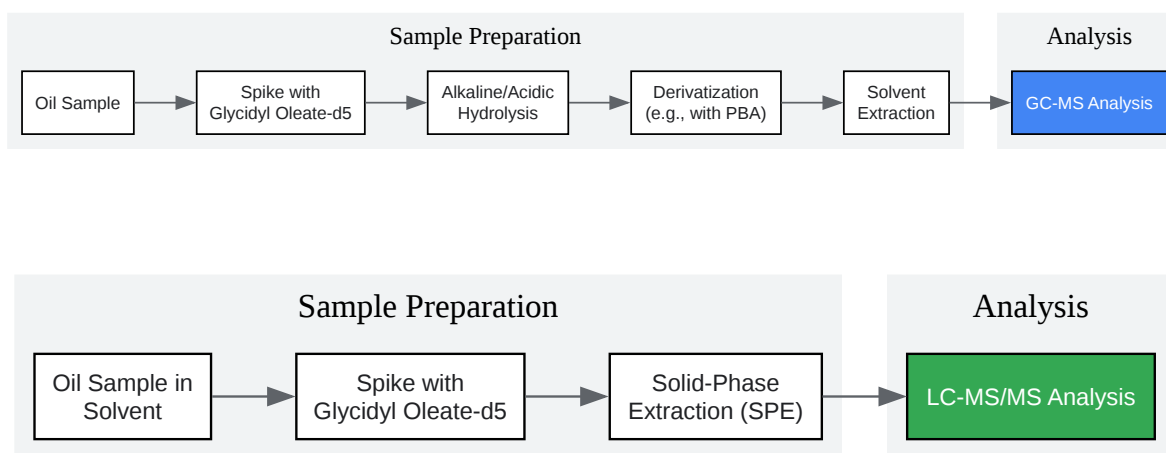 Sample Preparation
Analysis
Oil Sample
Spike with
Glycidyl Oleate-d5
Alkaline/Acidic
Hydrolysis
Derivatization
(e.g., with PBA)
Solvent
Extraction
GC-MS Analysis
Sample Preparation
Analysis
Oil Sample in
Solvent
Spike with
Glycidyl Oleate-d5
Solid-Phase
Extraction (SPE)
LC-MS/MS Analysis